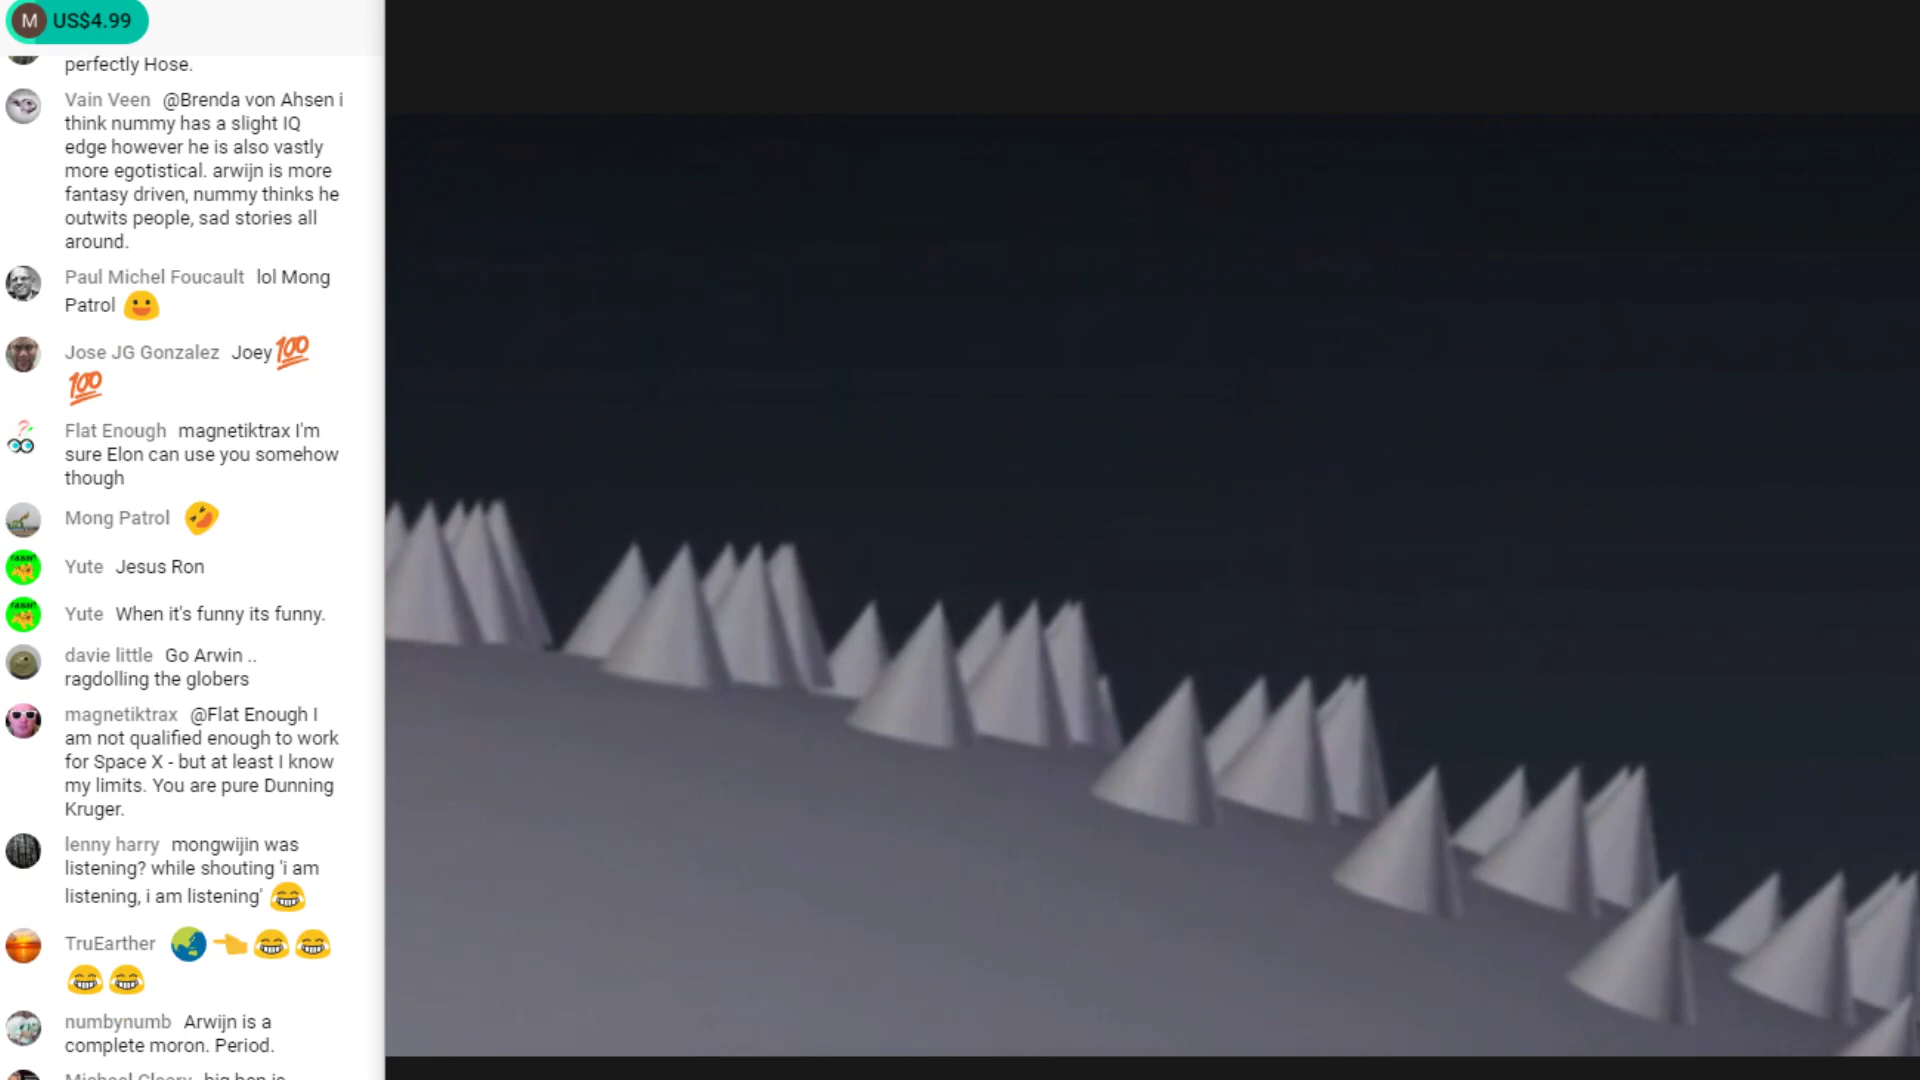 M US$4.99
perfectly Hose.
Vain Veen @Brenda von Ahsen i
think nummy has a slight IQ
edge however he is also vastly
more egotistical. arwijn is more
fantasy driven, nummy thinks he
outwits people, sad stories all
around.
Paul Michel Foucault lol Mong
Patrol
Jose JG Gonzalez Joey 💯
💯
Flat Enough magnetiktrax I'm
sure Elon can use you somehow
though
Mong Patrol
Yute Jesus Ron
Yute When it's funny its funny.
davie little Go Arwin ..
ragdolling the globers
magnetiktrax @Flat Enough I
am not qualified enough to work
for Space X - but at least I know
my limits. You are pure Dunning
Kruger.
lenny harry mongwijin was
listening? while shouting 'i am
listening, i am listening'
TruEarther
numbynumb Arwijn is a
complete moron. Period.
Michael Cleary big ben is